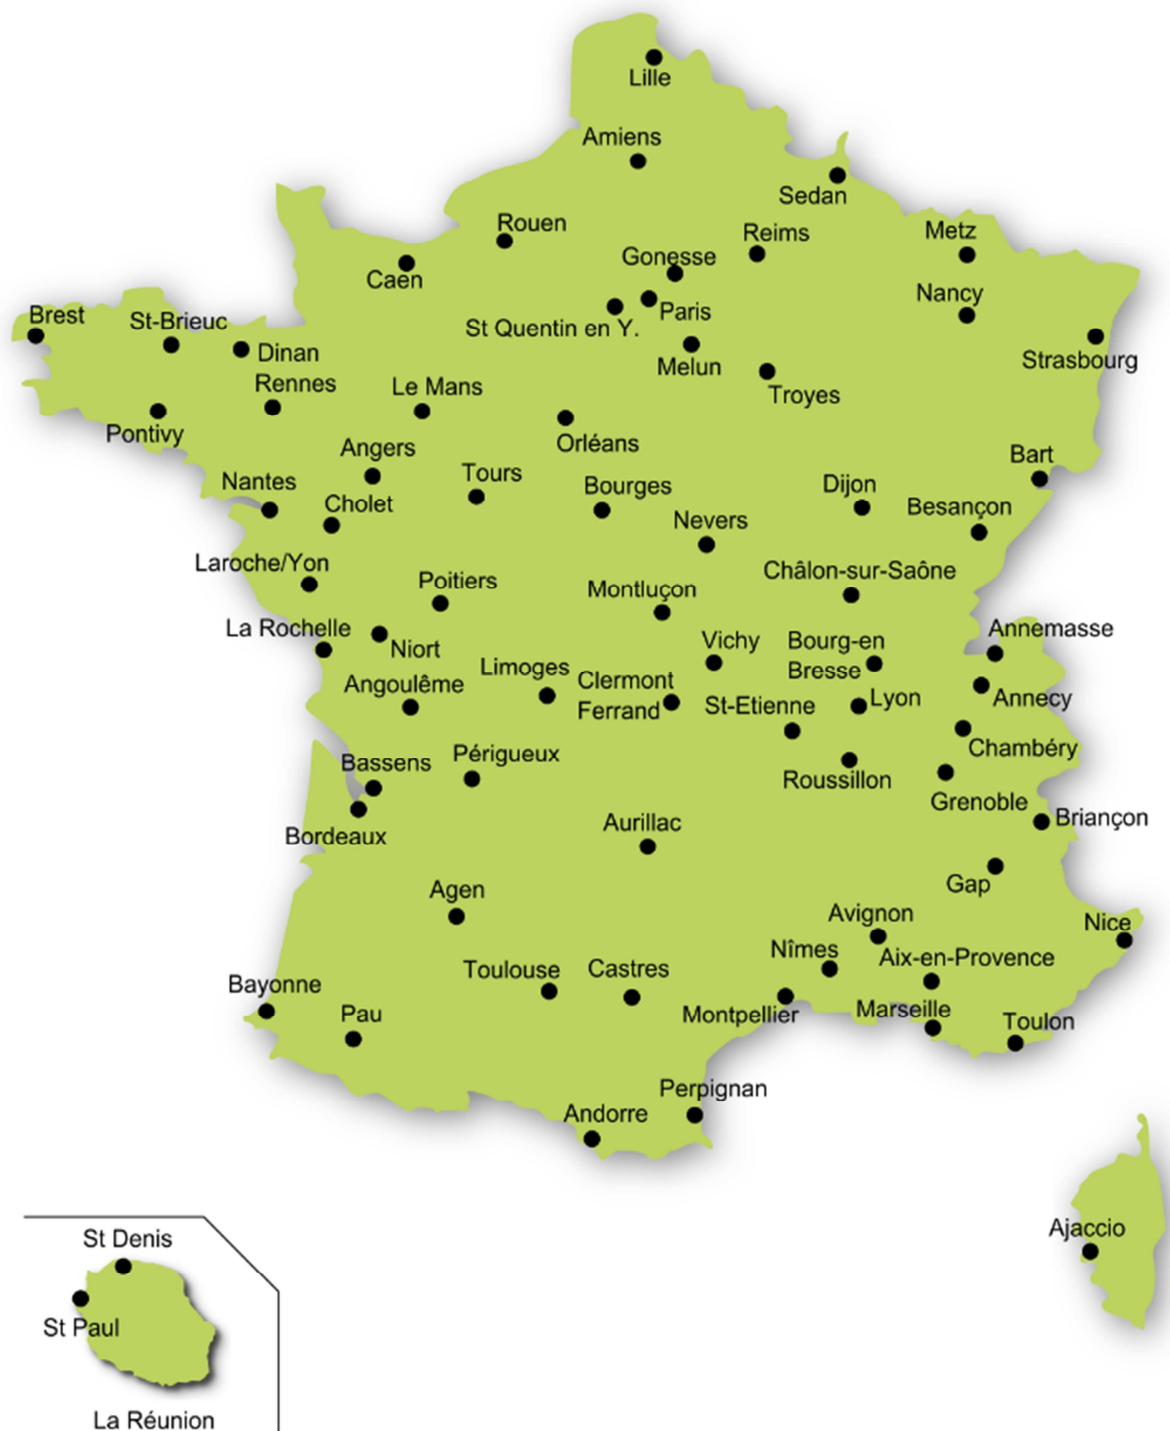 Lille
Amiens
Sedan
Rouen
Reims
Metz
Gonesse
Caen
Nancy
Paris
Brest
St-Brieuc
St Quentin en Y.
Dinan
Melun
Strasbourg
Rennes
Le Mans
Troyes
Pontivy
Orléans
Angers
Bart
Tours
Nantes
Bourges
Dijon
Cholet
Besançon
Nevers
Laroche/Yon
Poitiers
Montluçon
Châlon-sur-Saône
La Rochelle
Annemasse
Niort
Vichy
Bourg-en
Bresse
Limoges
Clermont
Ferrand
Angoulême
St-Etienne
Lyon
Annecy
Chambéry
Bassens
Périgueux
Roussillon
Grenoble
Briançon
Bordeaux
Aurillac
Agen
Gap
Avignon
Nice
Nîmes
Aix-en-Provence
Toulouse
Castres
Bayonne
Pau
Montpellier
Marseille
Toulon
Perpignan
Andorre
Ajaccio
St Denis
St Paul
La Réunion